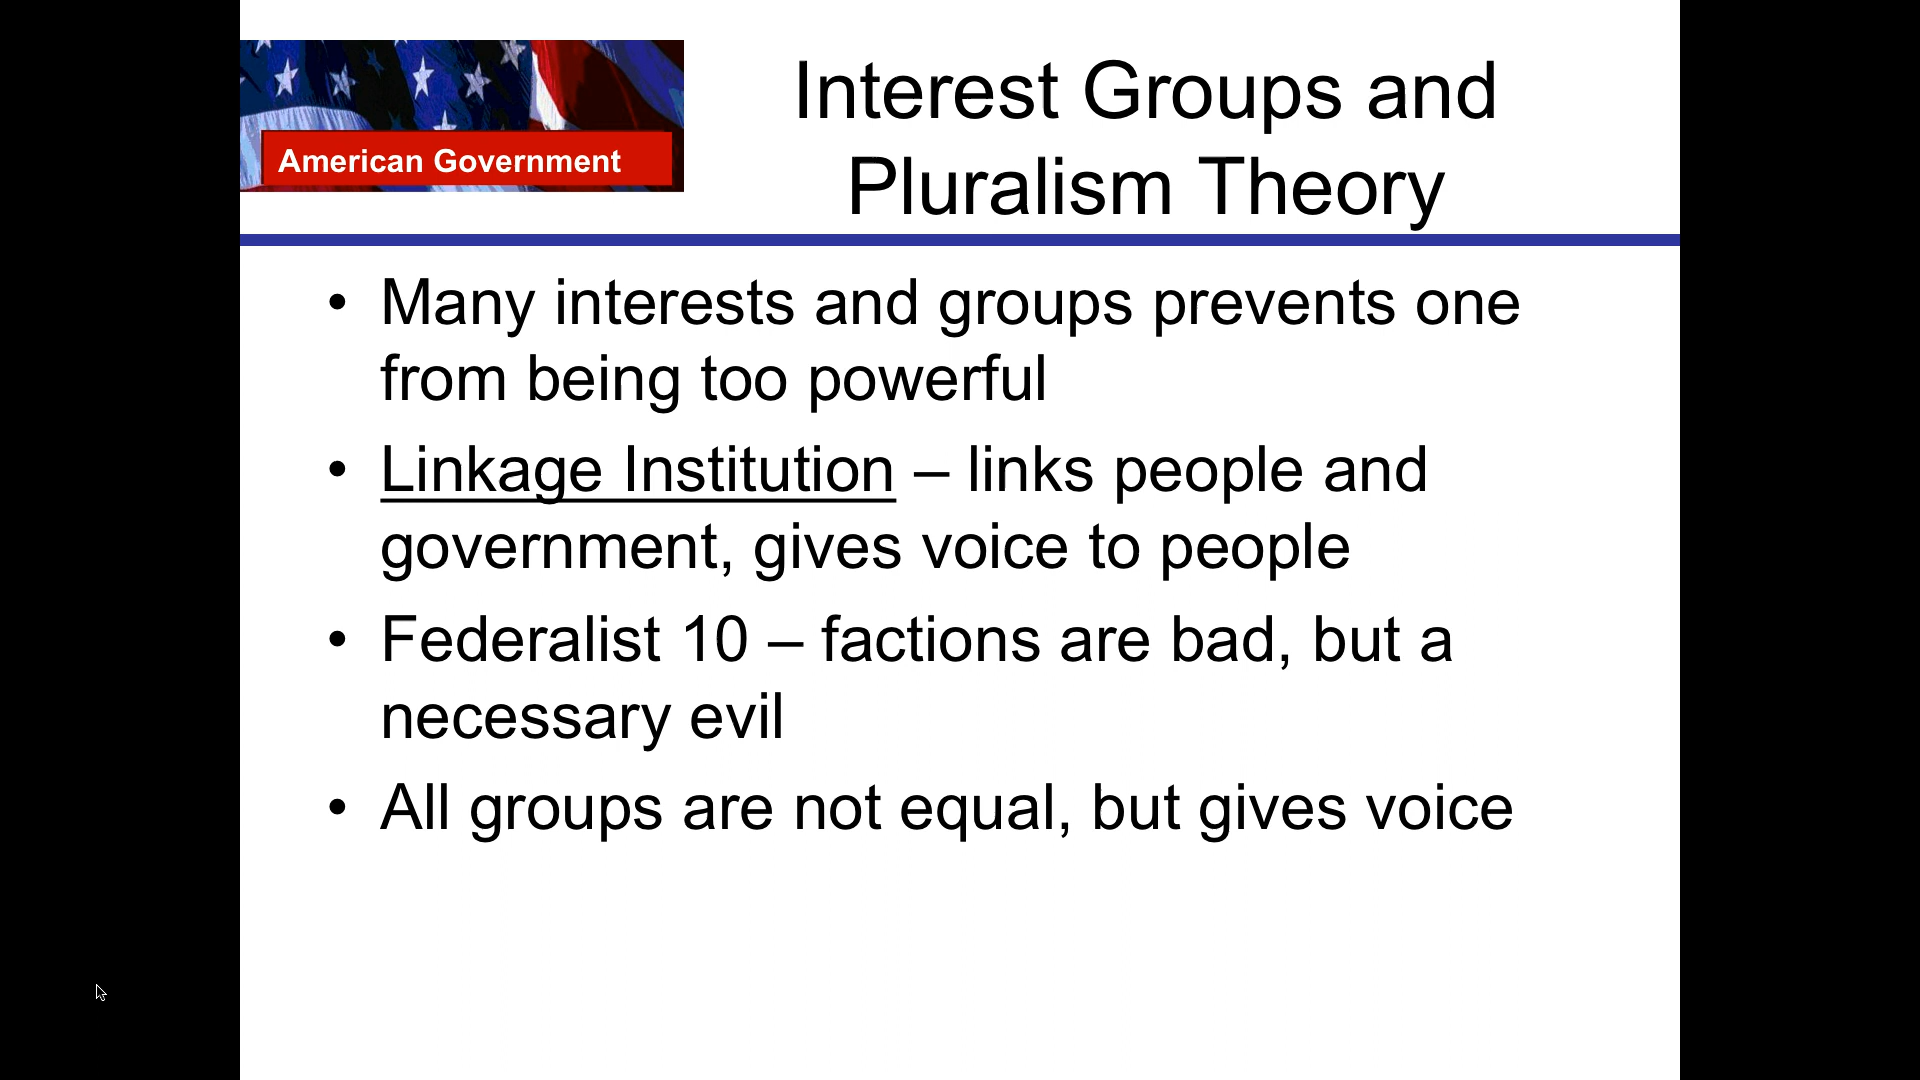 American Government
Interest Groups and
Pluralism Theory
• Many interests and groups prevents one
from being too powerful
• Linkage Institution – links people and
government, gives voice to people
• Federalist 10 – factions are bad, but a
necessary evil
• All groups are not equal, but gives voice